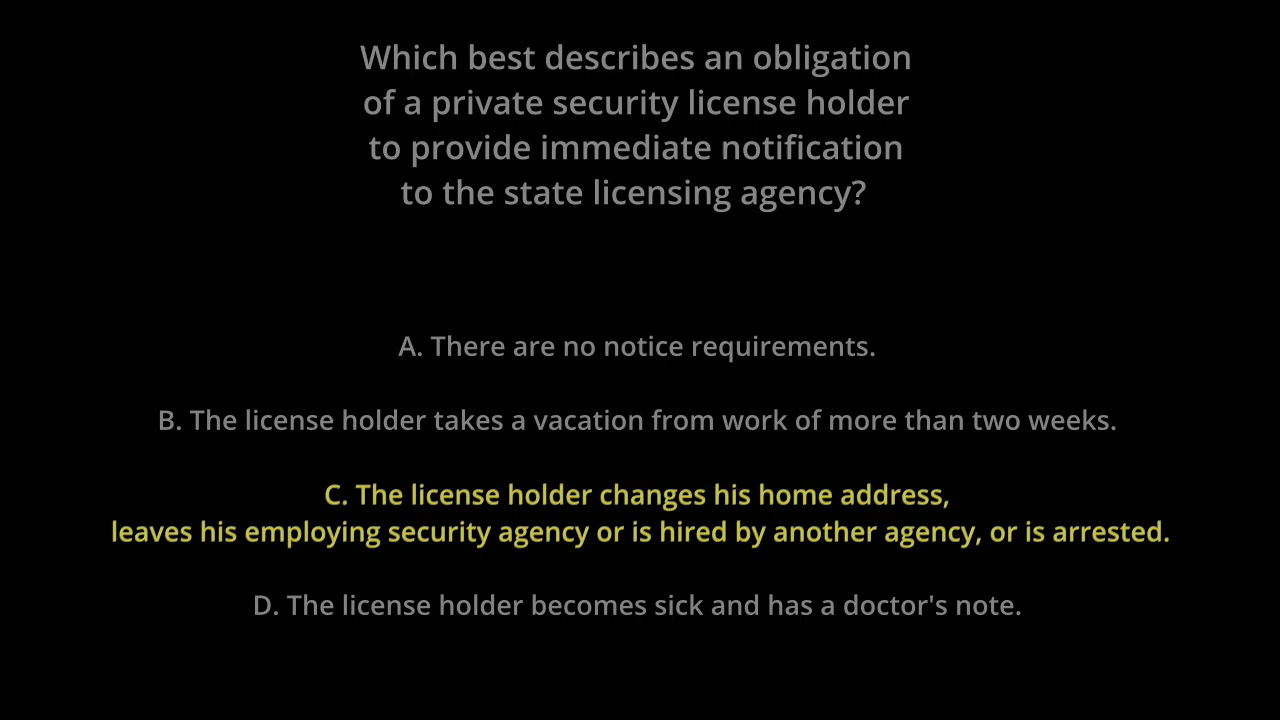 Which best describes an obligation
of a private security license holder
to provide immediate notification
to the state licensing agency?
A. There are no notice requirements.
B. The license holder takes a vacation from work of more than two weeks.
C. The license holder changes his home address,
leaves his employing security agency or is hired by another agency, or is arrested.
D. The license holder becomes sick and has a doctor's note.